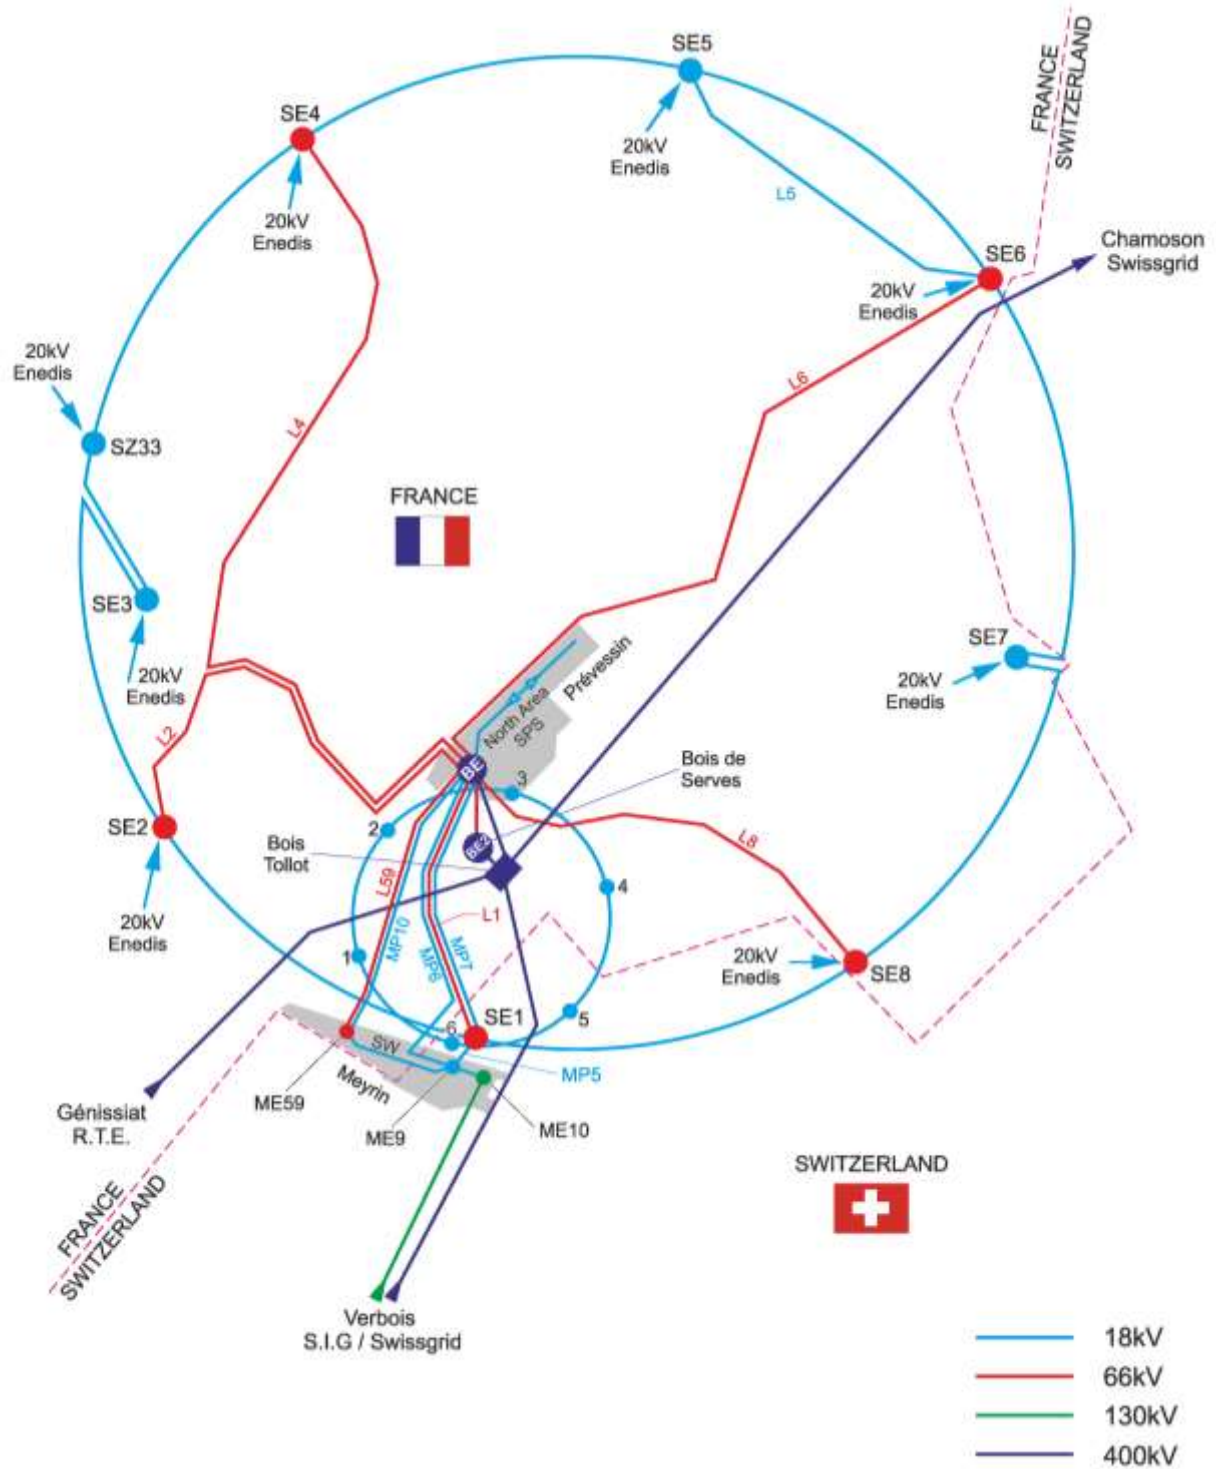 SE5
FRANCE
SWITZERLAND
SE4
20kV
Enedis
20kV
Enedis
L5
Chamoson
Swissgrid
SE6
20kV
Enedis
20kV
Enedis
L6
L4
SZ33
FRANCE
SE3
SE7
20kV
Enedis
20kV
Enedis
Prévessin
North Area
SPS
L2
BE
Bois de
Serves
3
SE2
2
Bois
Tollot
BE2
L8
L59
4
L1
20kV
Enedis
MP10
MP6
MP7
1
20kV
Enedis
SE8
SE1
5
6
SW
MP5
Meyrin
ME59
Génissiat
R.T.E.
ME9
ME10
SWITZERLAND
FRANCE
SWITZERLAND
Verbois
S.I.G / Swissgrid
18kV
66kV
130kV
400kV